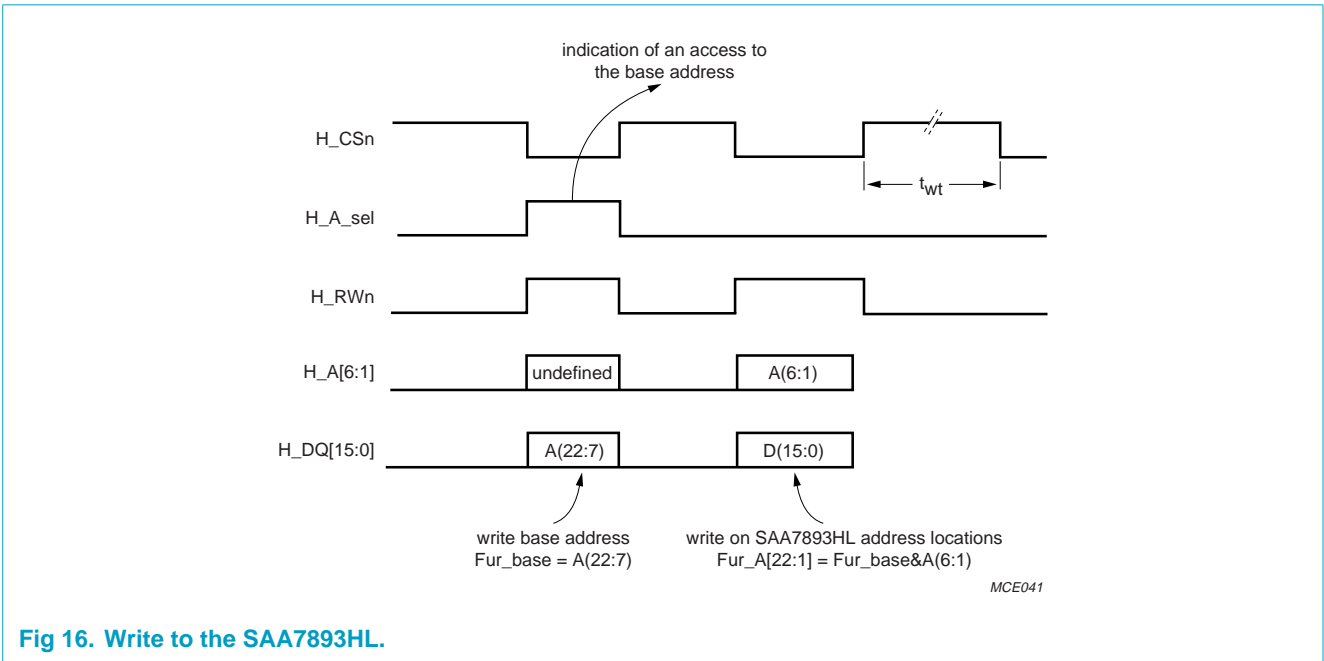 indication of an access to
the base address
H_CSn
t_wt
H_A_sel
H_RWn
H_A[6:1]
undefined
A(6:1)
H_DQ[15:0]
A(22:7)
D(15:0)
write base address
Fur_base = A(22:7)
write on SAA7893HL address locations
Fur_A[22:1] = Fur_base&A(6:1)
MCE041
Fig 16. Write to the SAA7893HL.